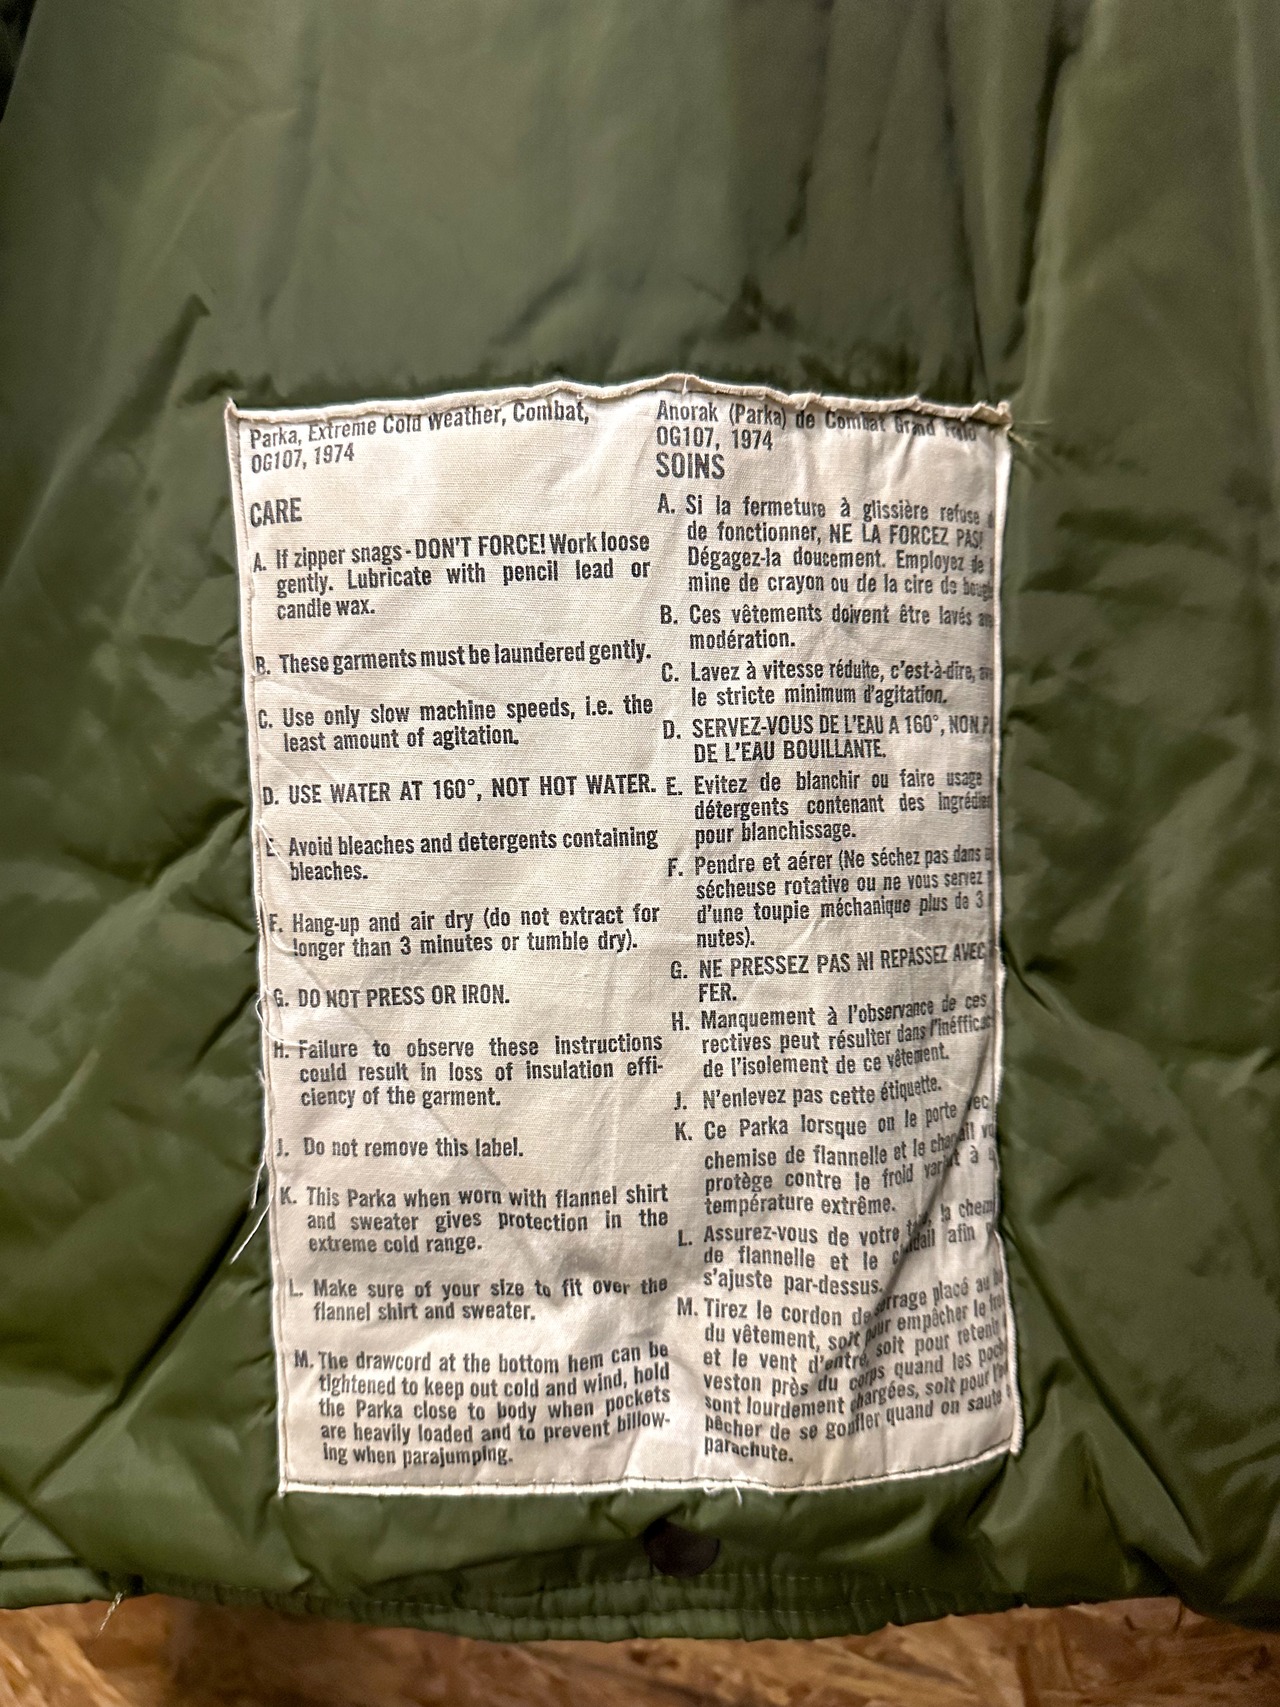 Parka, Extreme Cold Weather, Combat,
OG107, 1974
CARE
A. If zipper snags - DON'T FORCE! Work loose
gently. Lubricate with pencil lead or
candle wax.
B. These garments must be laundered gently.
C. Use only slow machine speeds, i.e. the
least amount of agitation.
D. USE WATER AT 160°, NOT HOT WATER.
E. Avoid bleaches and detergents containing
bleaches.
F. Hang-up and air dry (do not extract for
longer than 3 minutes or tumble dry).
G. DO NOT PRESS OR IRON.
H. Failure to observe these instructions
could result in loss of insulation effi-
ciency of the garment.
J. Do not remove this label.
K. This Parka when worn with flannel shirt
and sweater gives protection in the
extreme cold range.
L. Make sure of your size to fit over the
flannel shirt and sweater.
M. The drawcord at the bottom hem can be
tightened to keep out cold and wind, hold
the Parka close to body when pockets
are heavily loaded and to prevent billow-
ing when parajumping.
Anorak (Parka) de Combat Grand Froid
OG107, 1974
SOINS
A. Si la fermeture à glissière refuse
de fonctionner, NE LA FORCEZ PAS!
Dégagez-la doucement. Employez de
mine de crayon ou de la cire de
B. Ces vêtements doivent être lavés
modération.
C. Lavez à vitesse réduite, c'est-à-dire,
le stricte minimum d'agitation.
D. SERVEZ-VOUS DE L'EAU A 160°, NON
DE L'EAU BOUILLANTE.
E. Evitez de blanchir ou faire usage
détergents contenant des
pour blanchissage.
F. Pendre et aérer (Ne séchez pas dans
sécheuse rotative ou ne vous servez
d'une toupie méchanique plus de 3
nutes).
G. NE PRESSEZ PAS NI REPASSEZ AVEC
FER.
H. Manquement à l'observance de ces
rectives peut résulter dans
de l'isolement de ce vêtement.
J. N'enlevez pas cette étiquette.
K. Ce Parka lorsque on le porte
chemise de flannelle et le
protège contre le froid à
température extrême.
L. Assurez-vous de votre la
de flannelle et le afin
s'ajuste par-dessus.
M. Tirez le cordon de placé au
du vêtement, soit pour empêcher le
et le vent d'entré, soit pour
veston près du corps quand les
sont lourdement chargées, soit pour
pêcher de se gonfler quand on saute
parachute.